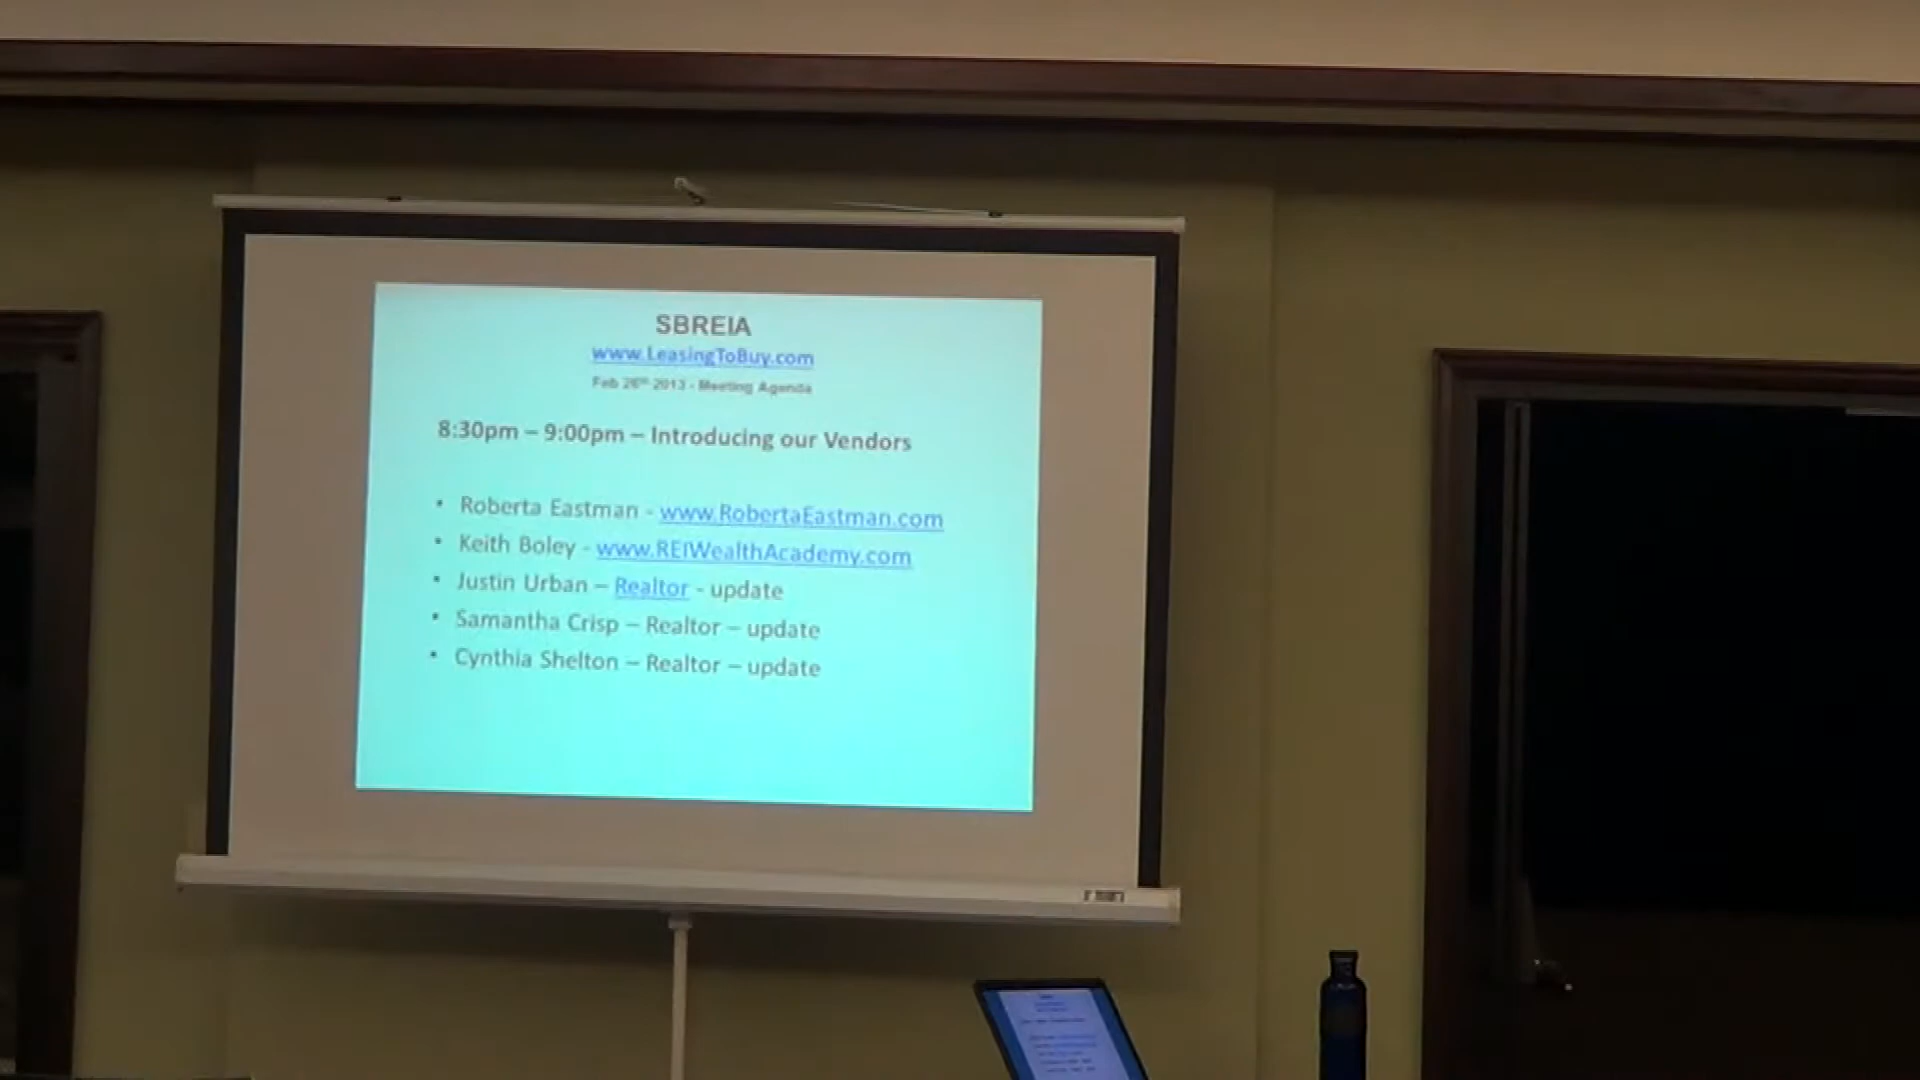 SBREIA
www.LeasingToBuy.com
Feb 26th 2013 - Meeting Agenda
8:30pm – 9:00pm – Introducing our Vendors
• Roberta Eastman - www.RobertaEastman.com
• Keith Boley - www.REIWealthAcademy.com
• Justin Urban – Realtor - update
• Samantha Crisp – Realtor – update
• Cynthia Shelton – Realtor – update